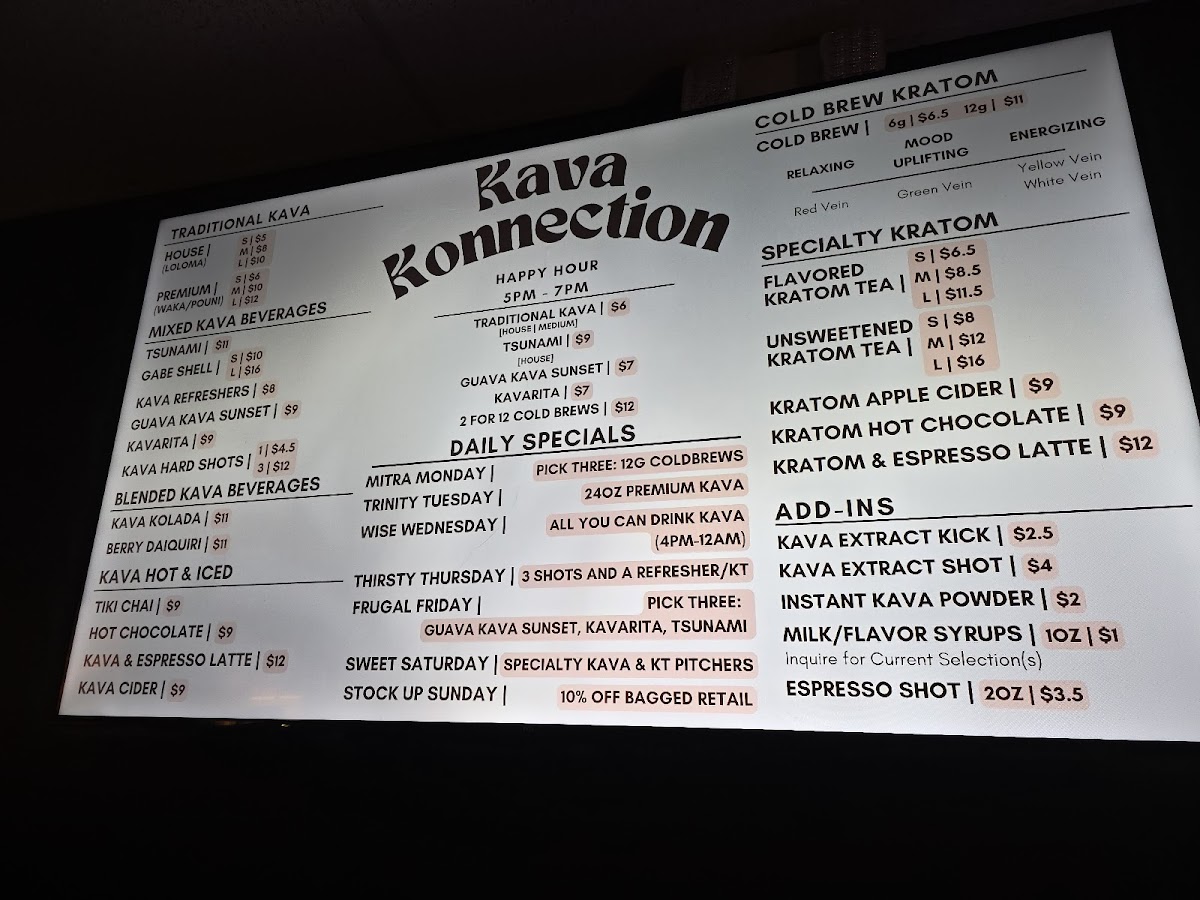 Kava
Konnection
TRADITIONAL KAVA
HOUSE |
(LOLOMA)
S | $5
M | $8
L | $10
PREMIUM |
(WAKA/POUNI)
S | $6
M | $10
L | $12
MIXED KAVA BEVERAGES
TSUNAMI | $11
GABE SHELL |
S | $10
L | $16
KAVA REFRESHERS | $8
GUAVA KAVA SUNSET | $9
KAVARITA | $9
KAVA HARD SHOTS |
1 | $4.5
3 | $12
BLENDED KAVA BEVERAGES
KAVA KOLADA | $11
BERRY DAIQUIRI | $11
KAVA HOT & ICED
TIKI CHAI | $9
HOT CHOCOLATE | $9
KAVA & ESPRESSO LATTE | $12
KAVA CIDER | $9
HAPPY HOUR
5PM - 7PM
TRADITIONAL KAVA | $6
[HOUSE | MEDIUM]
TSUNAMI | $9
[HOUSE]
GUAVA KAVA SUNSET | $7
KAVARITA | $7
2 FOR 12 COLD BREWS | $12
DAILY SPECIALS
MITRA MONDAY | PICK THREE: 12G COLDBREWS
TRINITY TUESDAY | 24OZ PREMIUM KAVA
WISE WEDNESDAY | ALL YOU CAN DRINK KAVA
(4PM-12AM)
THIRSTY THURSDAY | 3 SHOTS AND A REFRESHER/KT
FRUGAL FRIDAY | PICK THREE:
GUAVA KAVA SUNSET, KAVARITA, TSUNAMI
SWEET SATURDAY | SPECIALTY KAVA & KT PITCHERS
STOCK UP SUNDAY | 10% OFF BAGGED RETAIL
COLD BREW KRATOM
COLD BREW | 6g | $6.5 12g | $11
RELAXING
MOOD
UPLIFTING
ENERGIZING
Red Vein
Green Vein
Yellow Vein
White Vein
SPECIALTY KRATOM
FLAVORED
KRATOM TEA |
S | $6.5
M | $8.5
L | $11.5
UNSWEETENED
KRATOM TEA |
S | $8
M | $12
L | $16
KRATOM APPLE CIDER | $9
KRATOM HOT CHOCOLATE | $9
KRATOM & ESPRESSO LATTE | $12
ADD-INS
KAVA EXTRACT KICK | $2.5
KAVA EXTRACT SHOT | $4
INSTANT KAVA POWDER | $2
MILK/FLAVOR SYRUPS | 1OZ | $1
Inquire for Current Selection(s)
ESPRESSO SHOT | 2OZ | $3.5